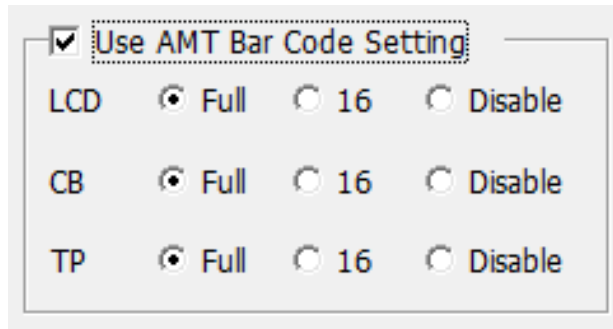 Use AMT Bar Code Setting
LCD Full 16 Disable
CB Full 16 Disable
TP Full 16 Disable